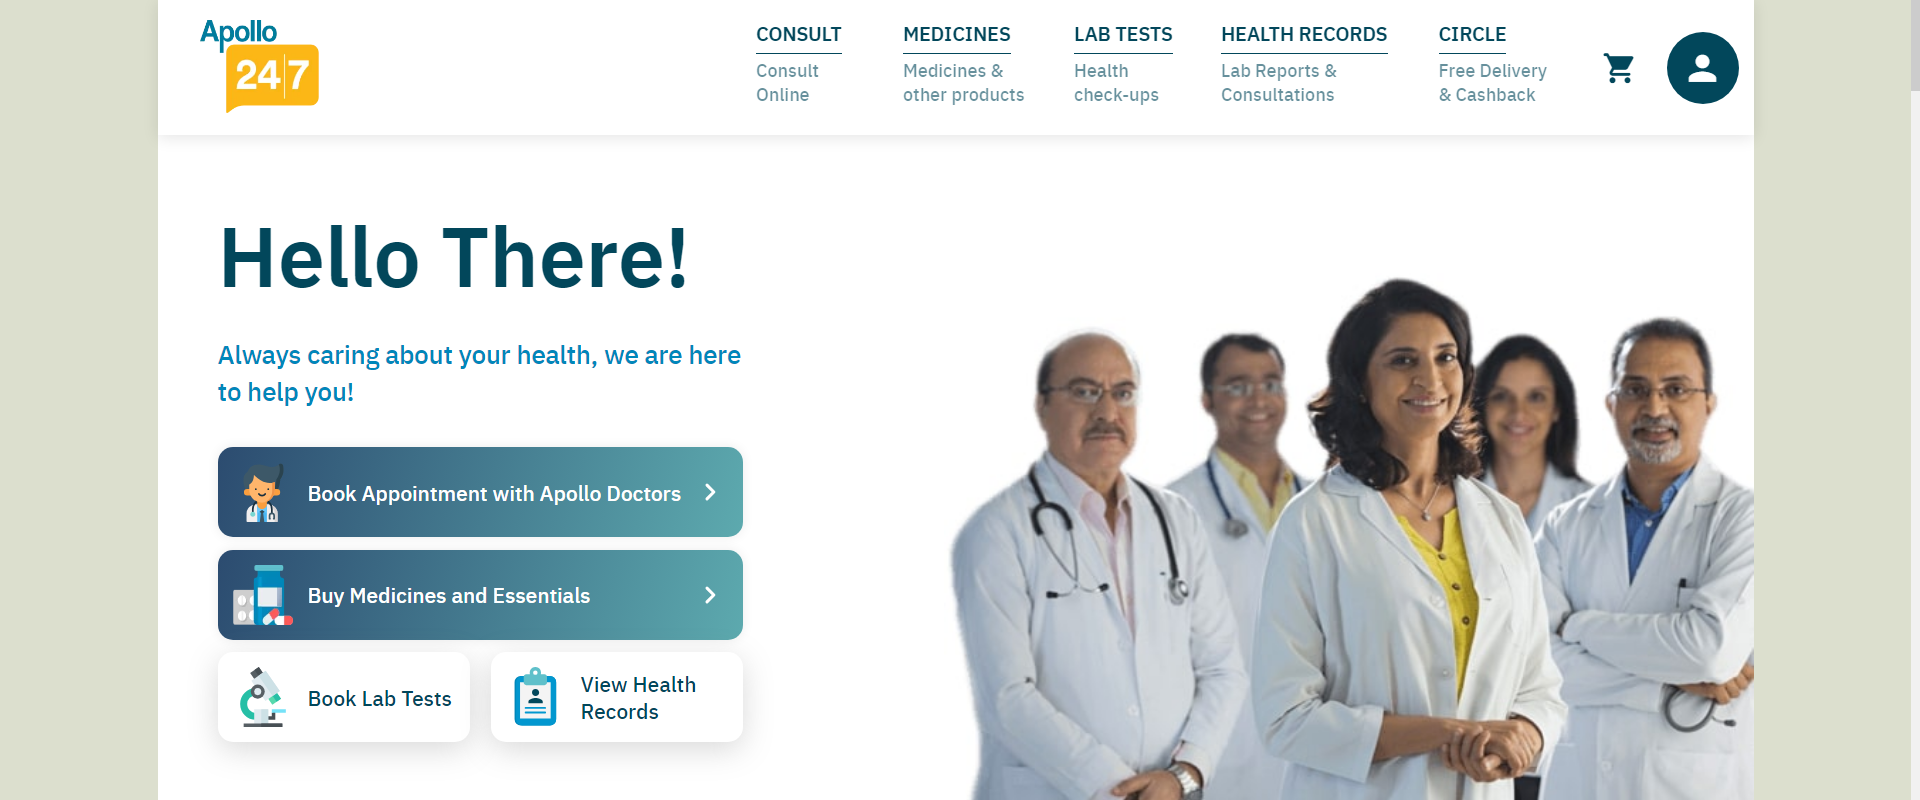 Apollo
24|7
CONSULT
Consult
Online
MEDICINES
Medicines &
other products
LAB TESTS
Health
check-ups
HEALTH RECORDS
Lab Reports &
Consultations
CIRCLE
Free Delivery
& Cashback
Hello There!
Always caring about your health, we are here
to help you!
Book Appointment with Apollo Doctors
Buy Medicines and Essentials
Book Lab Tests
View Health
Records